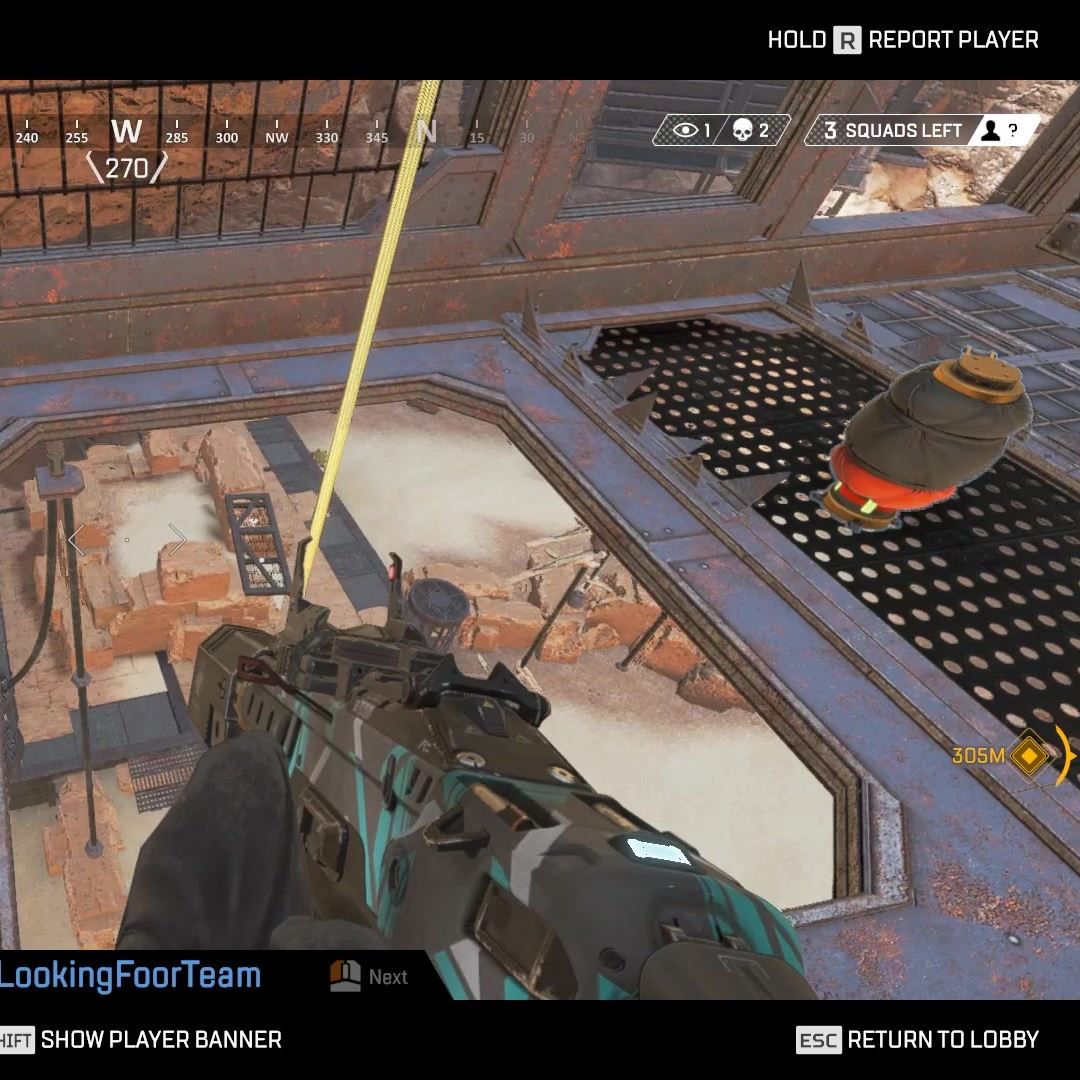 HOLD R REPORT PLAYER
240 255 W 285 300 NW 330 345 N 15 30
270
1 2
3 SQUADS LEFT ?
305M
LookingFoorTeam
Next
HIFT SHOW PLAYER BANNER
ESC RETURN TO LOBBY